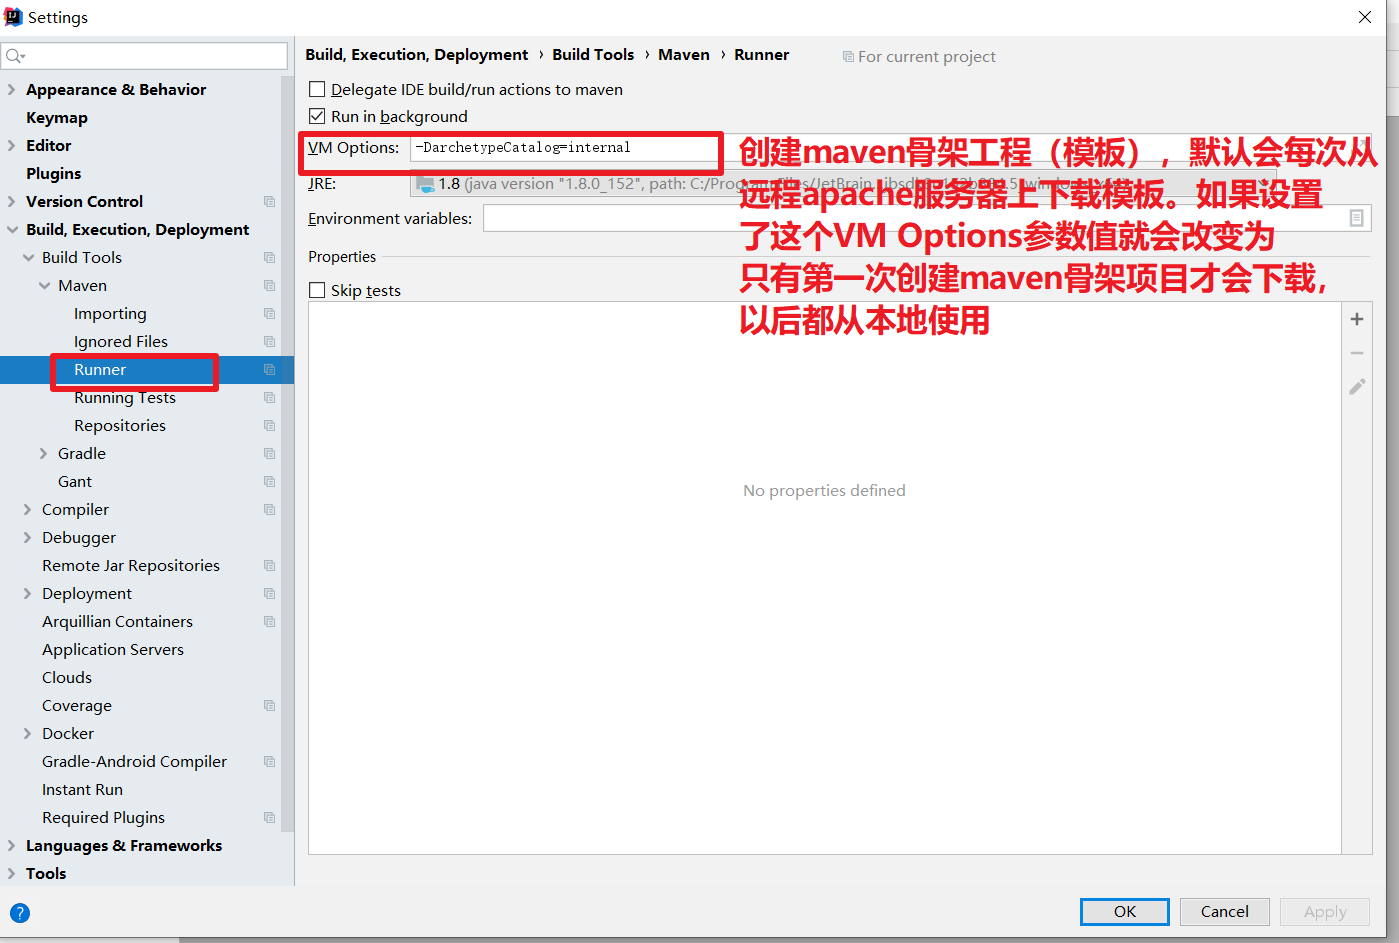 Settings
Build, Execution, Deployment › Build Tools › Maven › Runner
For current project
Appearance & Behavior
Keymap
Editor
Plugins
Version Control
Build, Execution, Deployment
Build Tools
Maven
Importing
Ignored Files
Runner
Running Tests
Repositories
Gradle
Gant
Compiler
Debugger
Remote Jar Repositories
Deployment
Arquillian Containers
Application Servers
Clouds
Coverage
Docker
Gradle-Android Compiler
Instant Run
Required Plugins
Languages & Frameworks
Tools
Delegate IDE build/run actions to maven
Run in background
VM Options: -DarchetypeCatalog=internal
JRE: 1.8 (java version "1.8.0_152", path: C:/Program Files/JetBrain
Environment variables:
Properties
Skip tests
创建maven骨架工程（模板），默认会每次从
远程apache服务器上下载模板。如果设置
了这个VM Options参数值就会改变为
只有第一次创建maven骨架项目才会下载，
以后都从本地使用
No properties defined
?
OK
Cancel
Apply